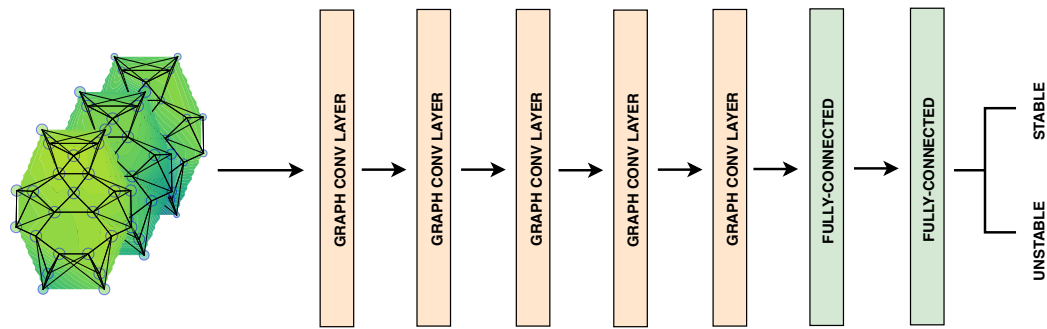 GRAPH CONV LAYER
GRAPH CONV LAYER
GRAPH CONV LAYER
GRAPH CONV LAYER
GRAPH CONV LAYER
FULLY-CONNECTED
FULLY-CONNECTED
STABLE
UNSTABLE